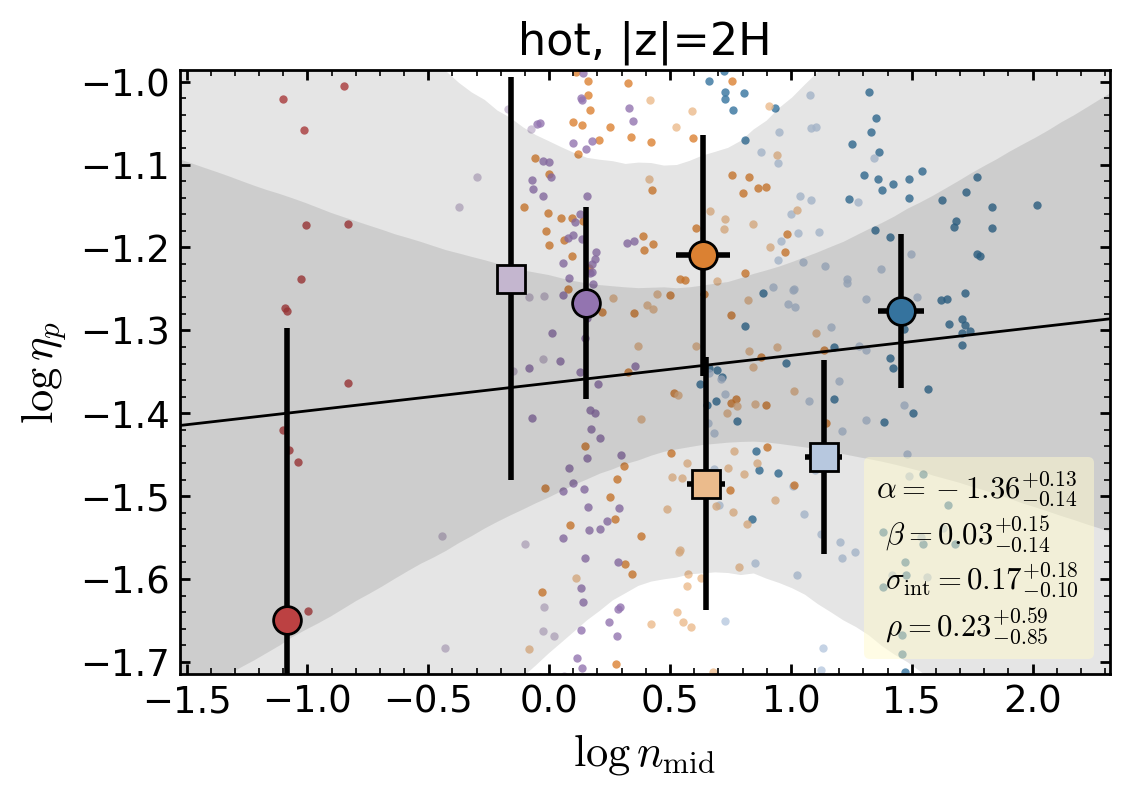 hot, |z|=2H
log η_p
−1.0
−1.1
−1.2
−1.3
−1.4
−1.5
−1.6
−1.7
α = −1.36^{+0.13}_{−0.14}
β = 0.03^{+0.15}_{−0.14}
σ_int = 0.17^{+0.18}_{−0.10}
ρ = 0.23^{+0.59}_{−0.85}
−1.5 −1.0 −0.5 0.0 0.5 1.0 1.5 2.0
log n_mid